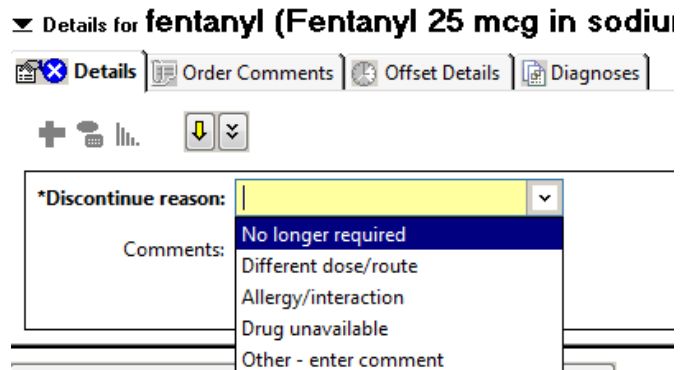 Details for fentanyl (Fentanyl 25 mcg in
Details Order Comments Offset Details Diagnoses
*Discontinue reason:
No longer required
Comments:
Different dose/route
Allergy/interaction
Drug unavailable
Other - enter comment